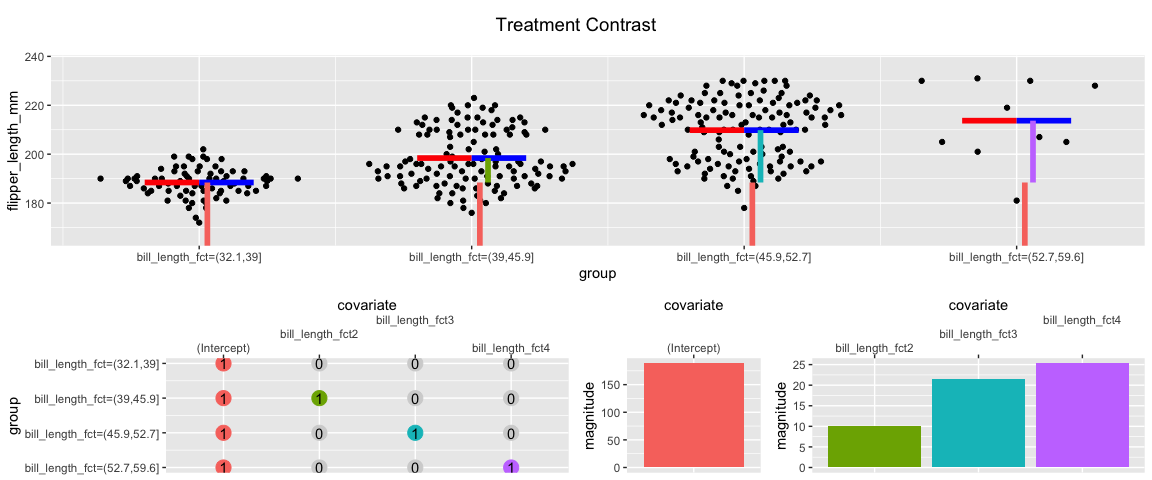 Treatment Contrast
flipper_length_mm
240
220
200
180
bill_length_fct=(32.1,39]
bill_length_fct=(39,45.9]
bill_length_fct=(45.9,52.7]
bill_length_fct=(52.7,59.6]
group
covariate
bill_length_fct3
bill_length_fct2
(Intercept)
bill_length_fct4
group
bill_length_fct=(32.1,39]
1 0 0 0
bill_length_fct=(39,45.9]
1 1 0 0
bill_length_fct=(45.9,52.7]
1 0 1 0
bill_length_fct=(52.7,59.6]
1 0 0 1
covariate
(Intercept)
magnitude
150
100
50
0
covariate
bill_length_fct4
bill_length_fct3
bill_length_fct2
magnitude
25
20
15
10
5
0